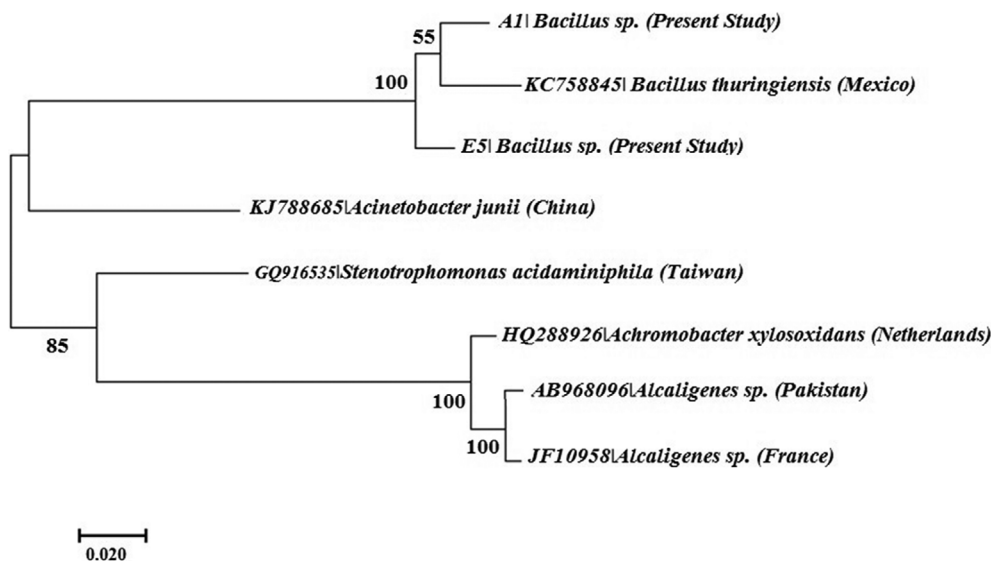 A1| Bacillus sp. (Present Study)
55
KC758845| Bacillus thuringiensis (Mexico)
100
E5| Bacillus sp. (Present Study)
KJ788685|Acinetobacter junii (China)
GQ916535|Stenotrophomonas acidaminiphila (Taiwan)
85
HQ288926|Achromobacter xylosoxidans (Netherlands)
AB968096|Alcaligenes sp. (Pakistan)
100
100
JF10958|Alcaligenes sp. (France)
0.020